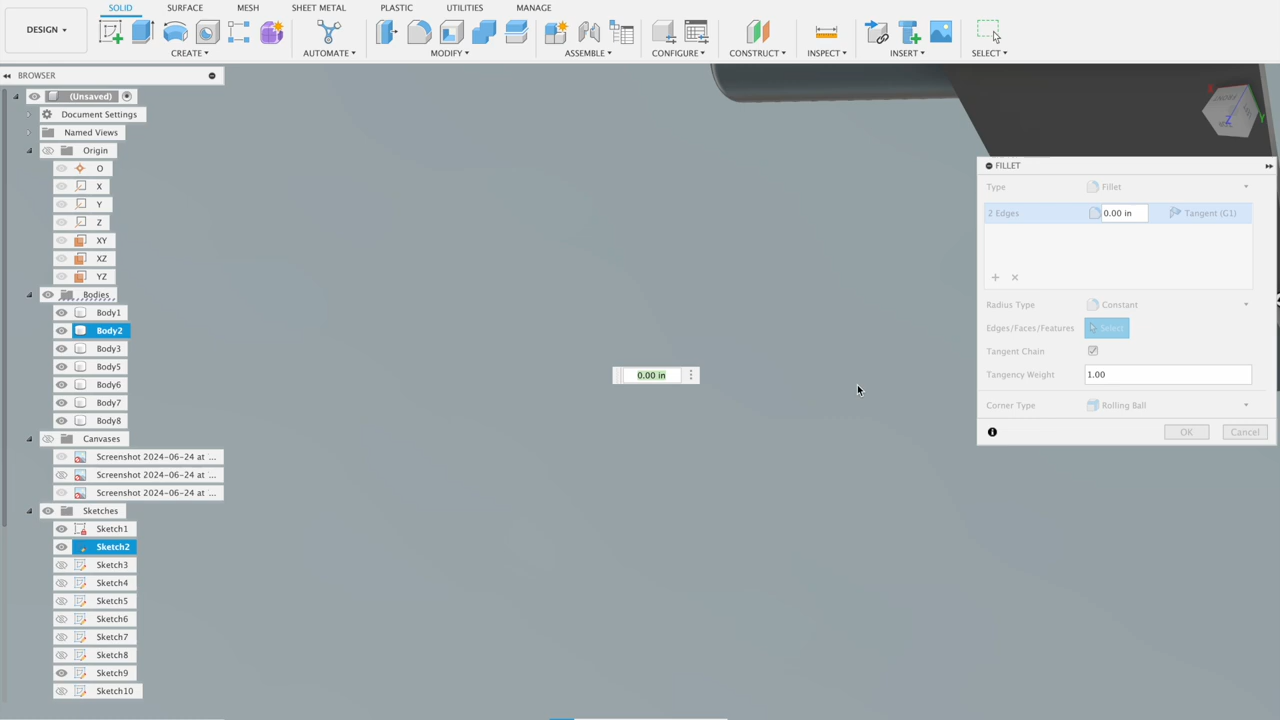 SOLID SURFACE MESH SHEET METAL PLASTIC UTILITIES MANAGE
DESIGN
CREATE AUTOMATE MODIFY ASSEMBLE CONFIGURE CONSTRUCT INSPECT INSERT SELECT
BROWSER
(Unsaved)
Document Settings
Named Views
Origin
O
X
Y
Z
XY
XZ
YZ
Bodies
Body1
Body2
Body3
Body5
Body6
Body7
Body8
Canvases
Screenshot 2024-06-24 at ...
Screenshot 2024-06-24 at ...
Screenshot 2024-06-24 at ...
Sketches
Sketch1
Sketch2
Sketch3
Sketch4
Sketch5
Sketch6
Sketch7
Sketch8
Sketch9
Sketch10
0.00 in
X
Z
Y
FILLET
Type Fillet
2 Edges 0.00 in Tangent (G1)
Radius Type Constant
Edges/Faces/Features Select
Tangent Chain
Tangency Weight 1.00
Corner Type Rolling Ball
OK Cancel